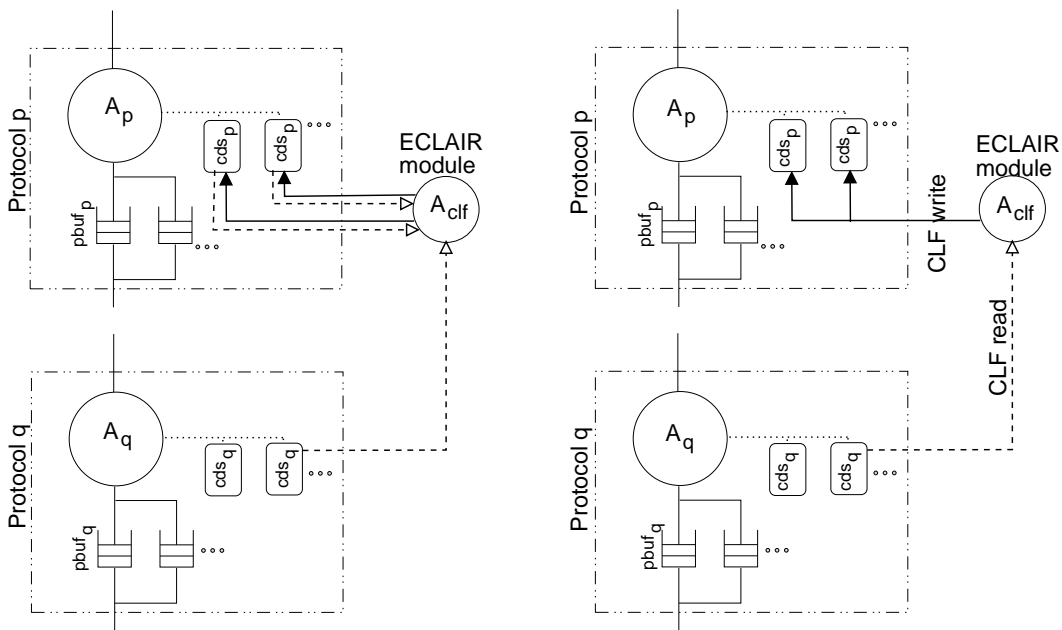 Protocol p
A_p
cds_p
cds_p
ECLAIR
module
A_clf
pbuf_p
Protocol q
A_q
cds_q
cds_q
pbuf_q
Protocol p
A_p
cds_p
cds_p
ECLAIR
module
A_clf
pbuf_p
CLF write
CLF read
Protocol q
A_q
cds_q
cds_q
pbuf_q